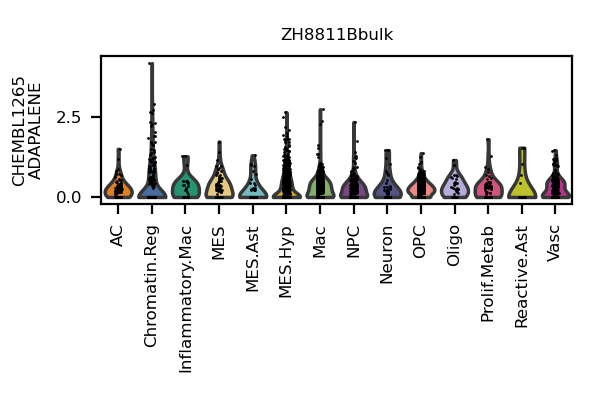 ZH8811Bbulk
CHEMBL1265
ADAPALENE
2.5
0.0
AC
Chromatin.Reg
Inflammatory.Mac
MES
MES.Ast
MES.Hyp
Mac
NPC
Neuron
OPC
Oligo
Prolif.Metab
Reactive.Ast
Vasc